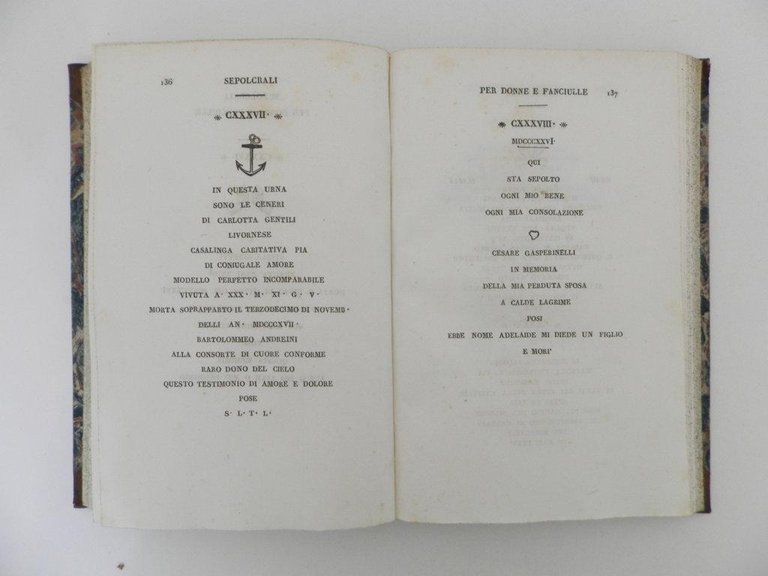 136 SEPOLCRALI
CXXXVII·
IN QUESTA URNA
SONO LE CENERI
DI CARLOTTA GENTILI
LIVORNESE
CASALINGA CARITATIVA PIA
DI CONIUGALE AMORE
MODELLO PERFETTO INCOMPARABILE
VIVUTA A· XXX· M· XI· G· V·
MORTA SOPRAPPARTO IL TERZODECIMO DI NOVEMB·
DELLI AN· MDCCCXVII·
BARTOLOMMEO ANDREINI
ALLA CONSORTE DI CUORE CONFORME
RARO DONO DEL CIELO
QUESTO TESTIMONIO DI AMORE E DOLORE
POSE
S· L· T· L·
PER DONNE E FANCIULLE 137
CXXXVIII·
MDCCCXXVI·
QUI
STA SEPOLTO
OGNI MIO BENE
OGNI MIA CONSOLAZIONE
CESARE GASPERINELLI
IN MEMORIA
DELLA MIA PERDUTA SPOSA
A CALDE LAGRIME
POSI
EBBE NOME ADELAIDE MI DIEDE UN FIGLIO
E MORI'